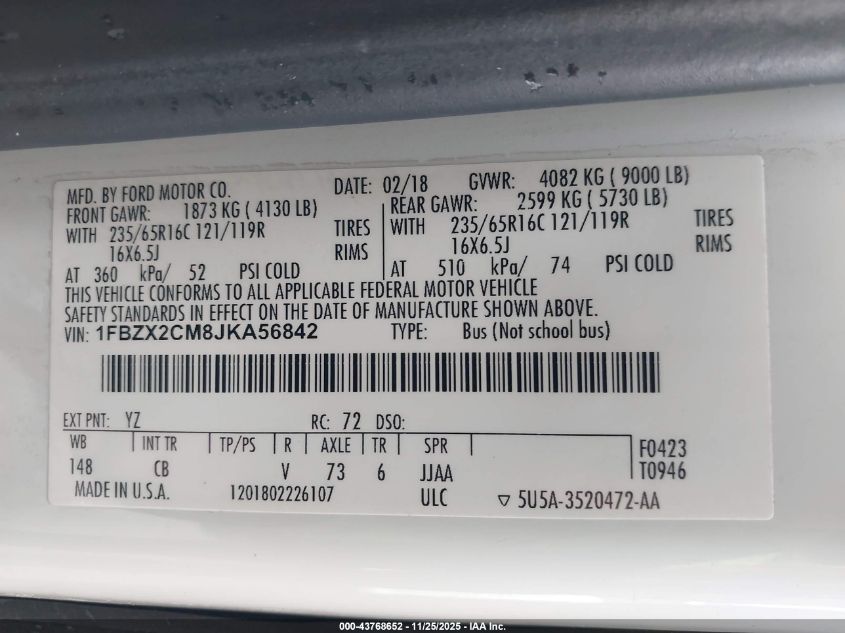 MFD. BY FORD MOTOR CO. DATE: 02/18 GVWR: 4082 KG ( 9000 LB)
FRONT GAWR: 1873 KG ( 4130 LB) REAR GAWR: 2599 KG ( 5730 LB)
WITH 235/65R16C 121/119R TIRES WITH 235/65R16C 121/119R TIRES
16X6.5J RIMS 16X6.5J RIMS
AT 360 kPa/ 52 PSI COLD AT 510 kPa/ 74 PSI COLD
THIS VEHICLE CONFORMS TO ALL APPLICABLE FEDERAL MOTOR VEHICLE
SAFETY STANDARDS IN EFFECT ON THE DATE OF MANUFACTURE SHOWN ABOVE.
VIN: 1FBZX2CM8JKA56842 TYPE: Bus (Not school bus)
EXT PNT: YZ RC: 72 DSO:
WB INT TR TP/PS R AXLE TR SPR F0423
148 CB V 73 6 JJAA T0946
MADE IN U.S.A. 1201802226107 ULC ▽ 5U5A-3520472-AA
000-43768652 - 11/25/2025 - IAA Inc.